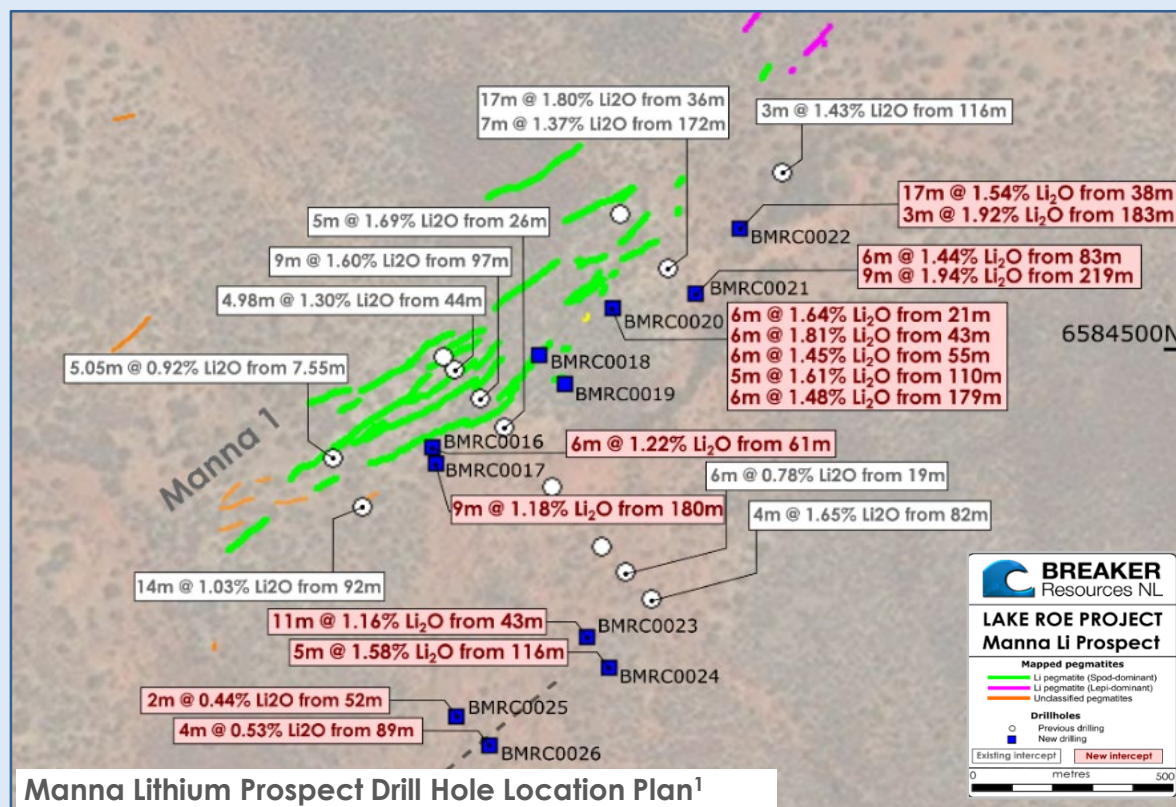 17m @ 1.80% Li2O from 36m
7m @ 1.37% Li2O from 172m
3m @ 1.43% Li2O from 116m
17m @ 1.54% Li₂O from 38m
3m @ 1.92% Li₂O from 183m
5m @ 1.69% Li2O from 26m
BMRC0022
9m @ 1.60% Li2O from 97m
6m @ 1.44% Li₂O from 83m
9m @ 1.94% Li₂O from 219m
4.98m @ 1.30% Li2O from 44m
BMRC0021
BMRC0020
6m @ 1.64% Li₂O from 21m
6m @ 1.81% Li₂O from 43m
6m @ 1.45% Li₂O from 55m
5m @ 1.61% Li₂O from 110m
6m @ 1.48% Li₂O from 179m
6584500N
BMRC0018
5.05m @ 0.92% Li2O from 7.55m
BMRC0019
Manna 1
BMRC0016
6m @ 1.22% Li₂O from 61m
BMRC0017
6m @ 0.78% Li2O from 19m
9m @ 1.18% Li₂O from 180m
4m @ 1.65% Li2O from 82m
14m @ 1.03% Li2O from 92m
11m @ 1.16% Li₂O from 43m
BMRC0023
5m @ 1.58% Li₂O from 116m
BMRC0024
2m @ 0.44% Li₂O from 52m
BMRC0025
4m @ 0.53% Li₂O from 89m
BMRC0026
BREAKER
Resources NL
LAKE ROE PROJECT
Manna Li Prospect
Mapped pegmatites
Li pegmatite (Spod-dominant)
Li pegmatite (Lepi-dominant)
Unclassified pegmatites
Drillholes
Previous drilling
New drilling
Existing intercept
New intercept
0 metres 500
Manna Lithium Prospect Drill Hole Location Plan¹